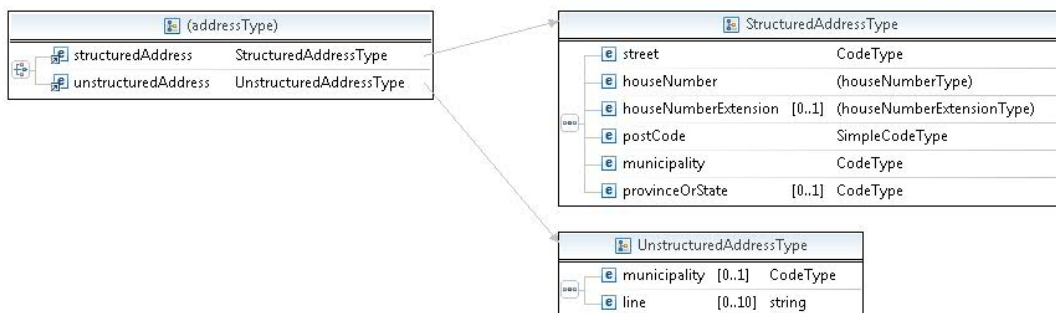 (addressType)
structuredAddress StructuredAddressType
unstructuredAddress UnstructuredAddressType
StructuredAddressType
e street CodeType
e houseNumber (houseNumberType)
e houseNumberExtension [0..1] (houseNumberExtensionType)
e postCode SimpleCodeType
e municipality CodeType
e provinceOrState [0..1] CodeType
UnstructuredAddressType
e municipality [0..1] CodeType
e line [0..10] string